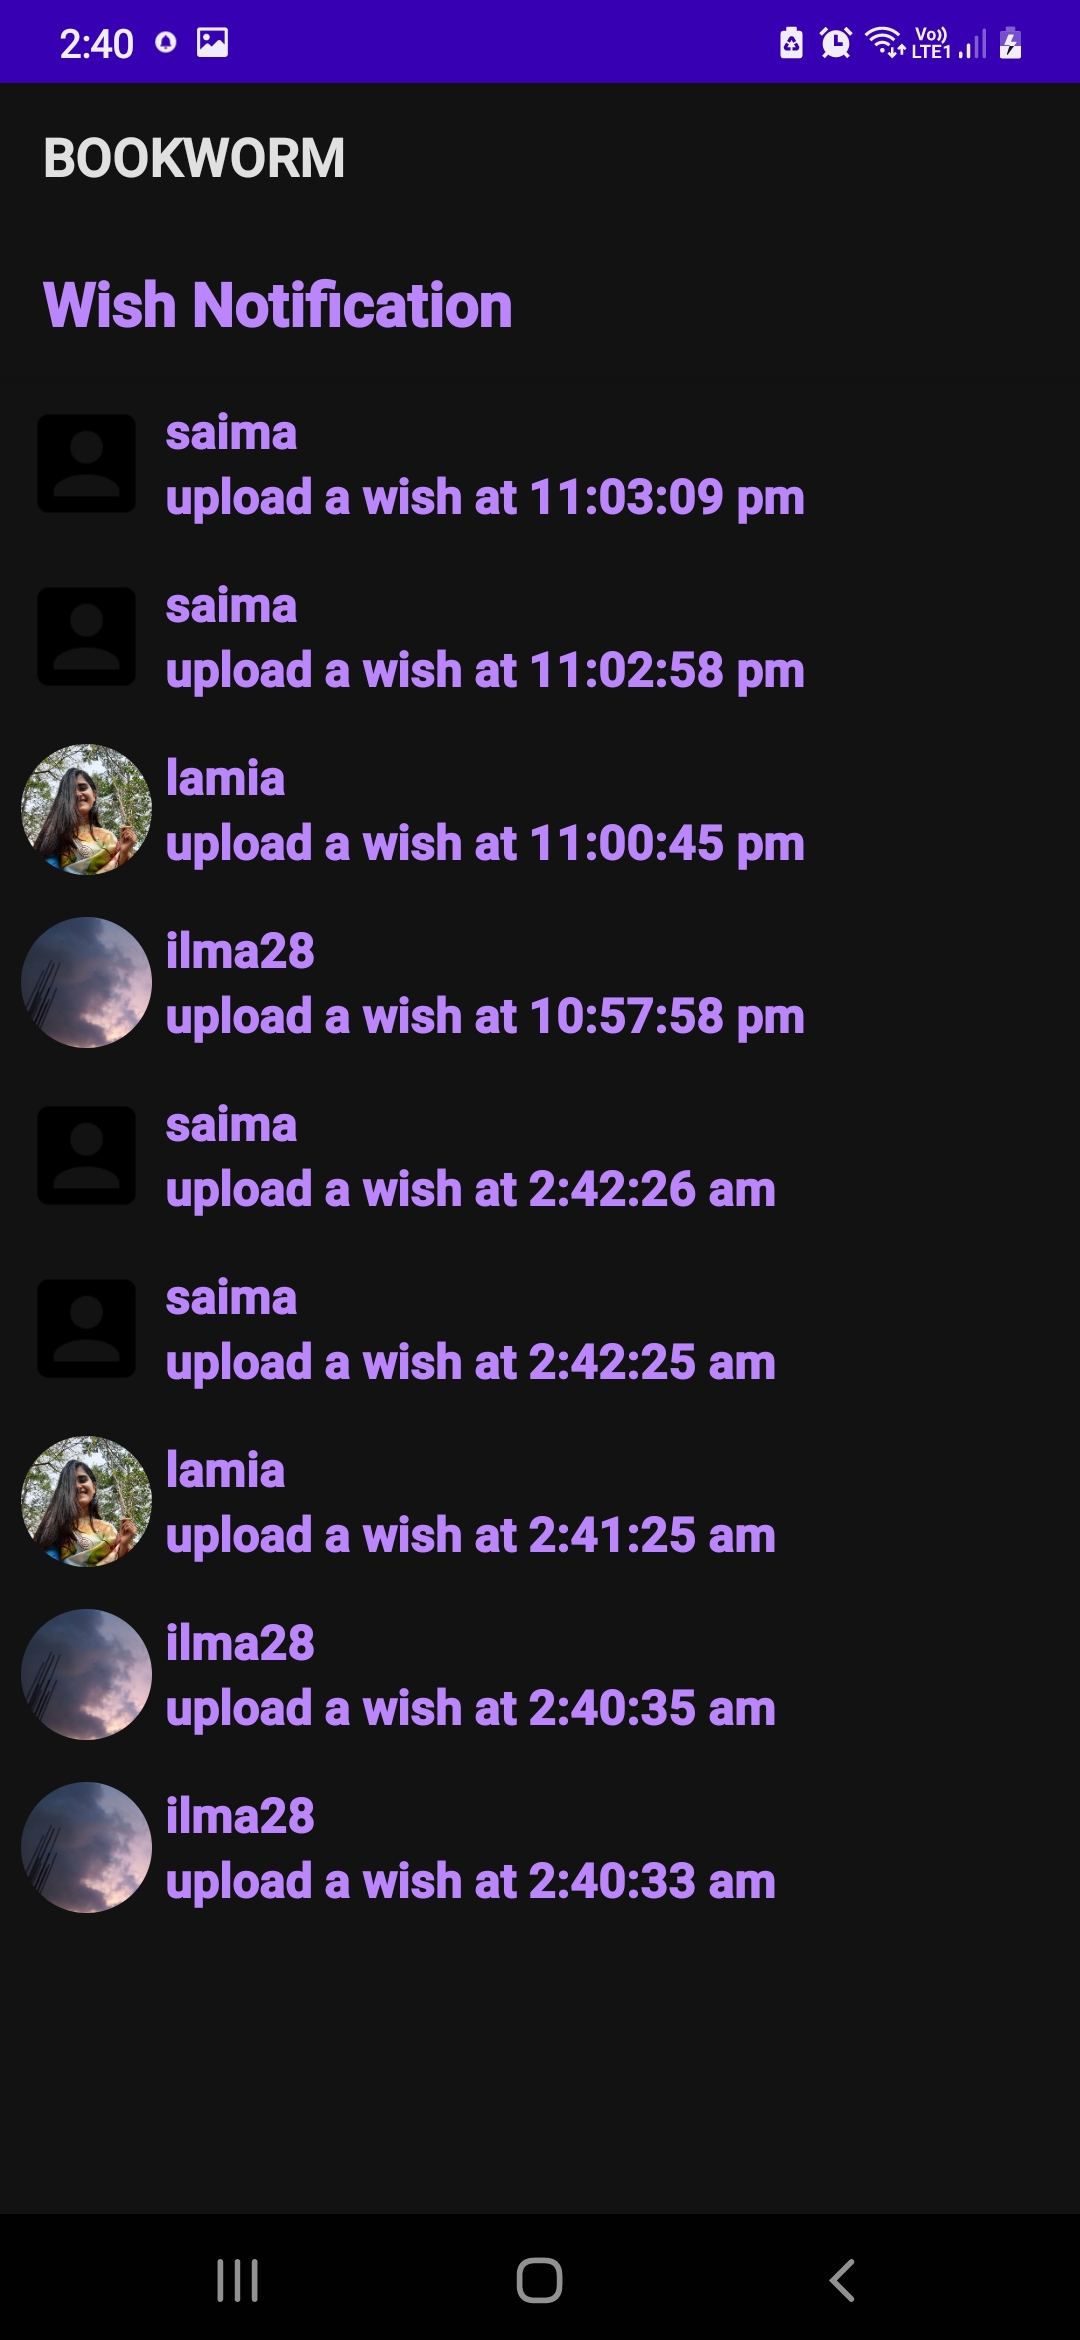 2:40
Vo))
LTE1
BOOKWORM
Wish Notification
saima
upload a wish at 11:03:09 pm
saima
upload a wish at 11:02:58 pm
lamia
upload a wish at 11:00:45 pm
ilma28
upload a wish at 10:57:58 pm
saima
upload a wish at 2:42:26 am
saima
upload a wish at 2:42:25 am
lamia
upload a wish at 2:41:25 am
ilma28
upload a wish at 2:40:35 am
ilma28
upload a wish at 2:40:33 am